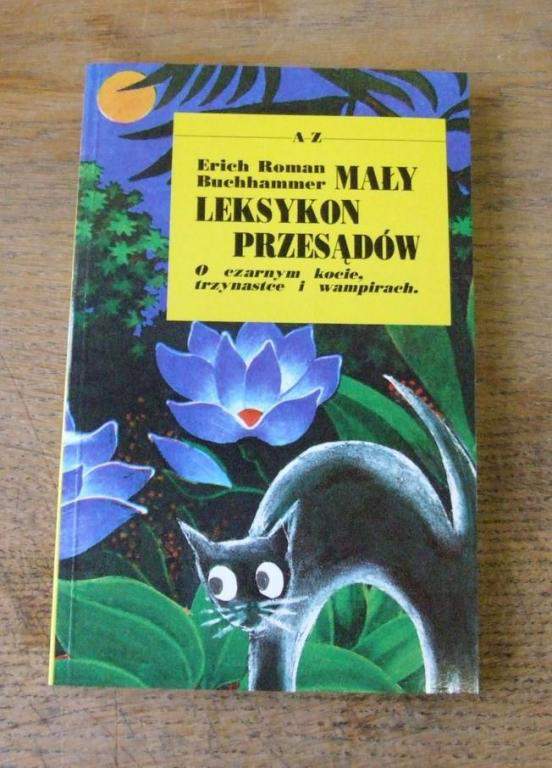 A-Z
Erich Roman
Buchhammer MAŁY
LEKSYKON
PRZESĄDÓW
O czarnym kocie,
trzynastce i wampirach.